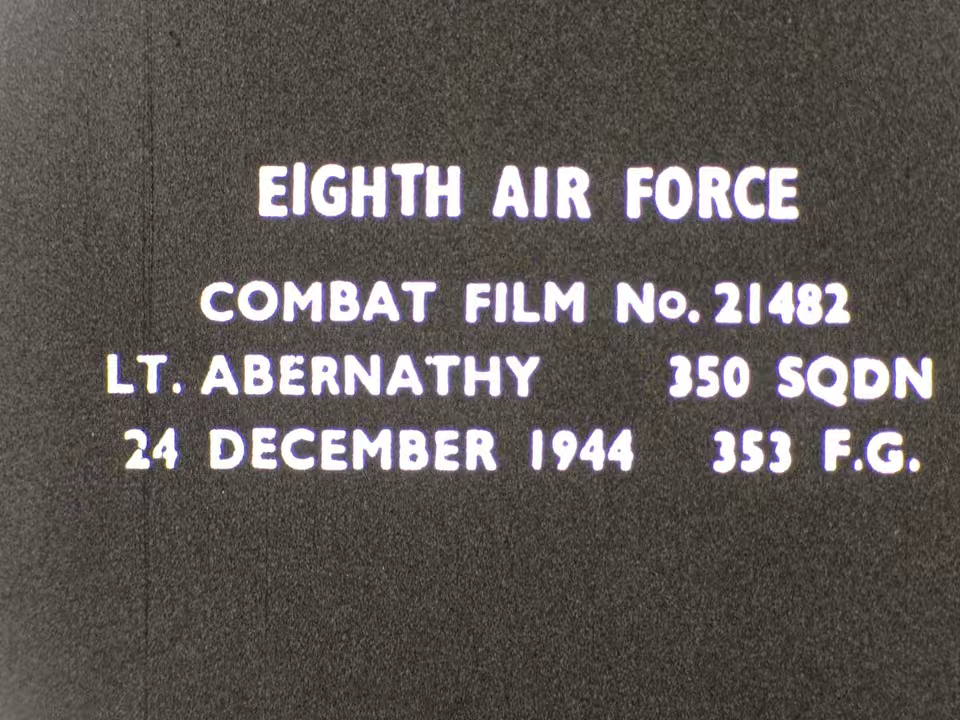 EIGHTH AIR FORCE
COMBAT FILM No. 21482
LT. ABERNATHY 350 SQDN
24 DECEMBER 1944 353 F.G.